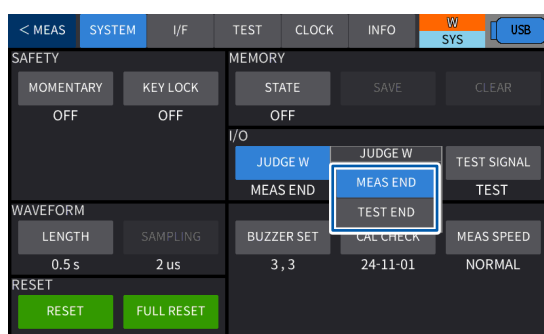 < MEAS SYSTEM I/F TEST CLOCK INFO W SYS USB
SAFETY MEMORY
MOMENTARY KEY LOCK STATE SAVE CLEAR
OFF OFF OFF
I/O
JUDGE W JUDGE W TEST SIGNAL
MEAS END MEAS END TEST
TEST END
WAVEFORM
LENGTH SAMPLING BUZZER SET CAL CHECK MEAS SPEED
0.5 s 2 us 3 , 3 24-11-01 NORMAL
RESET
RESET FULL RESET